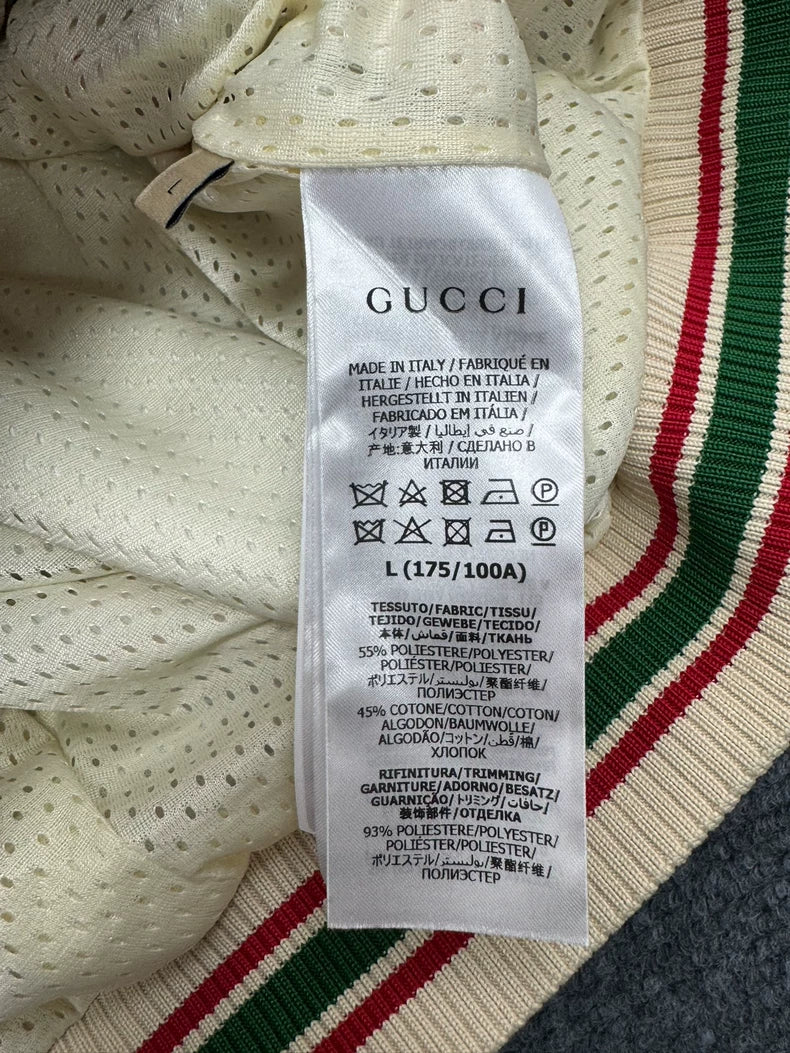 L
GUCCI
MADE IN ITALY / FABRIQUÉ EN
ITALIE / HECHO EN ITALIA /
HERGESTELLT IN ITALIEN /
FABRICADO EM ITÁLIA /
イタリア製 / صنع في إيطاليا /
产地:意大利 / СДЕЛАНО В
ИТАЛИИ
P
P
L (175/100A)
TESSUTO/FABRIC/TISSU/
TEJIDO/GEWEBE/TECIDO/
本体/قماش/面料/ТКАНЬ
55% POLIESTERE/POLYESTER/
POLIÉSTER/POLIESTER/
ポリエステル/بوليستر/聚酯纤维/
ПОЛИЭСТЕР
45% COTONE/COTTON/COTON/
ALGODON/BAUMWOLLE/
ALGODÃO/コットン/قطن/棉/
ХЛОПОК
RIFINITURA/TRIMMING/
GARNITURE/ADORNO/BESATZ/
GUARNIÇÃO/トリミング/حافات/
装饰部件/ОТДЕЛКА
93% POLIESTERE/POLYESTER/
POLIÉSTER/POLIESTER/
ポリエステル/بوليستر/聚酯纤维/
ПОЛИЭСТЕР